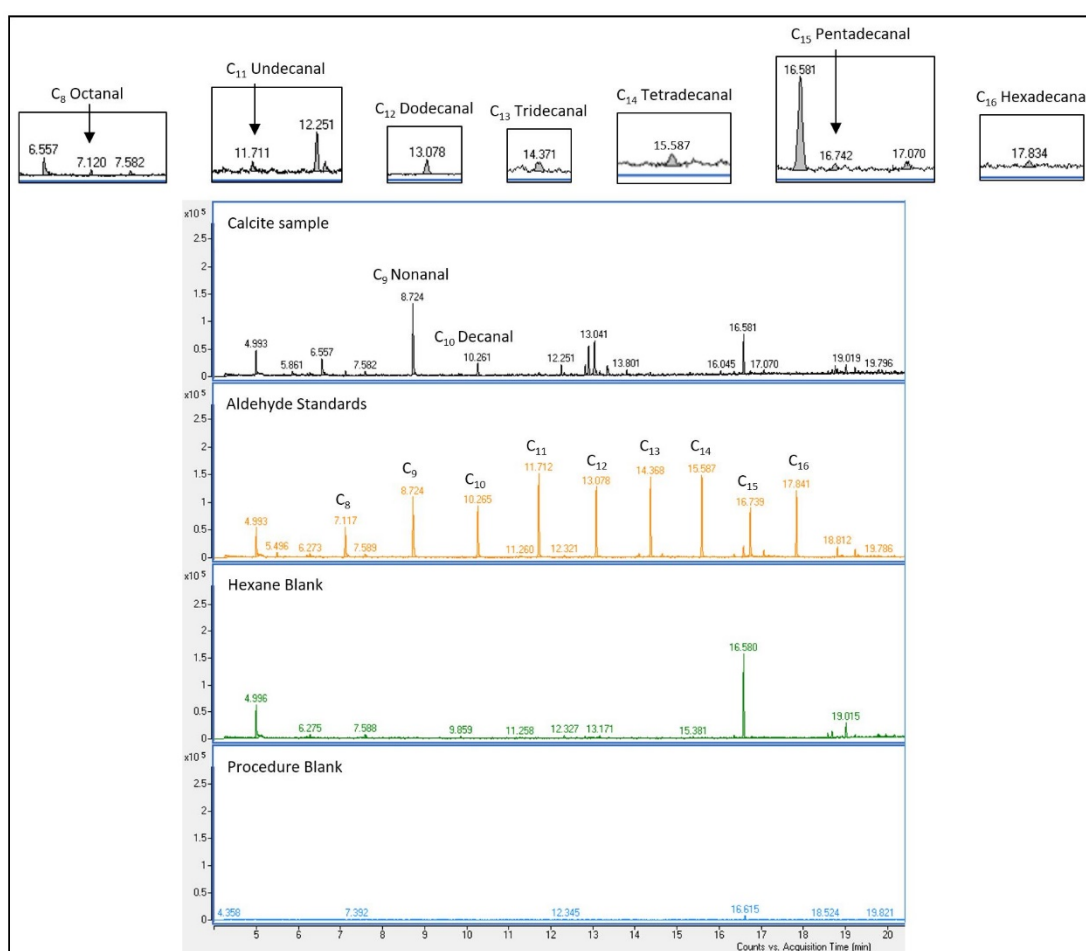 C15 Pentadecanal
C11 Undecanal
C8 Octanal
C12 Dodecanal
C13 Tridecanal
C14 Tetradecanal
C16 Hexadecanal
6.557
7.120
7.582
11.711
12.251
13.078
14.371
15.587
16.581
16.742
17.070
17.834
x10^5
2.5
2
1.5
1
0.5
0
Calcite sample
C9 Nonanal
8.724
C10 Decanal
4.993
5.861
6.557
7.582
10.261
12.251
13.041
13.801
16.045
16.581
17.070
19.019
19.796
x10^5
2.5
2
1.5
1
0.5
0
Aldehyde Standards
C8
C9
C10
C11
C12
C13
C14
C15
C16
4.993
5.496
6.273
7.117
7.589
8.724
10.265
11.260
11.712
12.321
13.078
14.368
15.587
16.739
17.841
18.812
19.786
x10^5
2.5
2
1.5
1
0.5
0
Hexane Blank
4.996
6.275
7.588
9.859
11.258
12.327
13.171
15.381
16.580
19.015
x10^5
2.5
2
1.5
1
0.5
0
Procedure Blank
4.358
7.392
12.345
16.615
18.524
19.821
5 6 7 8 9 10 11 12 13 14 15 16 17 18 19 20
Counts vs. Acquisition Time (min)